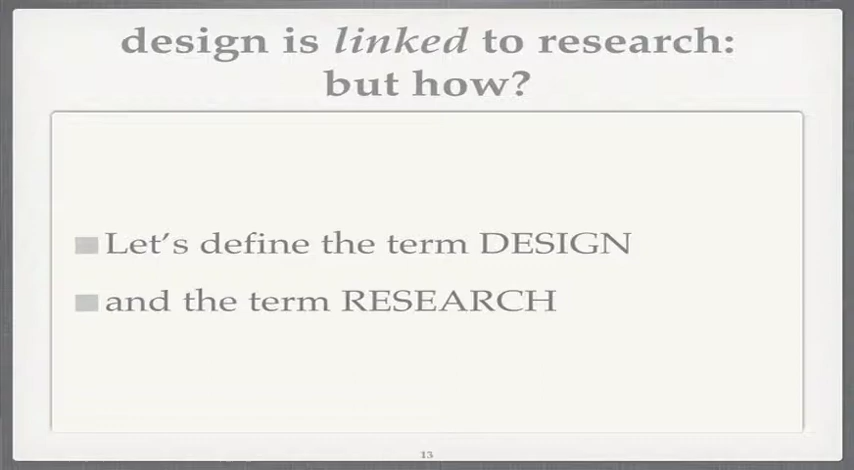 design is linked to research:
but how?
Let's define the term DESIGN
and the term RESEARCH
13